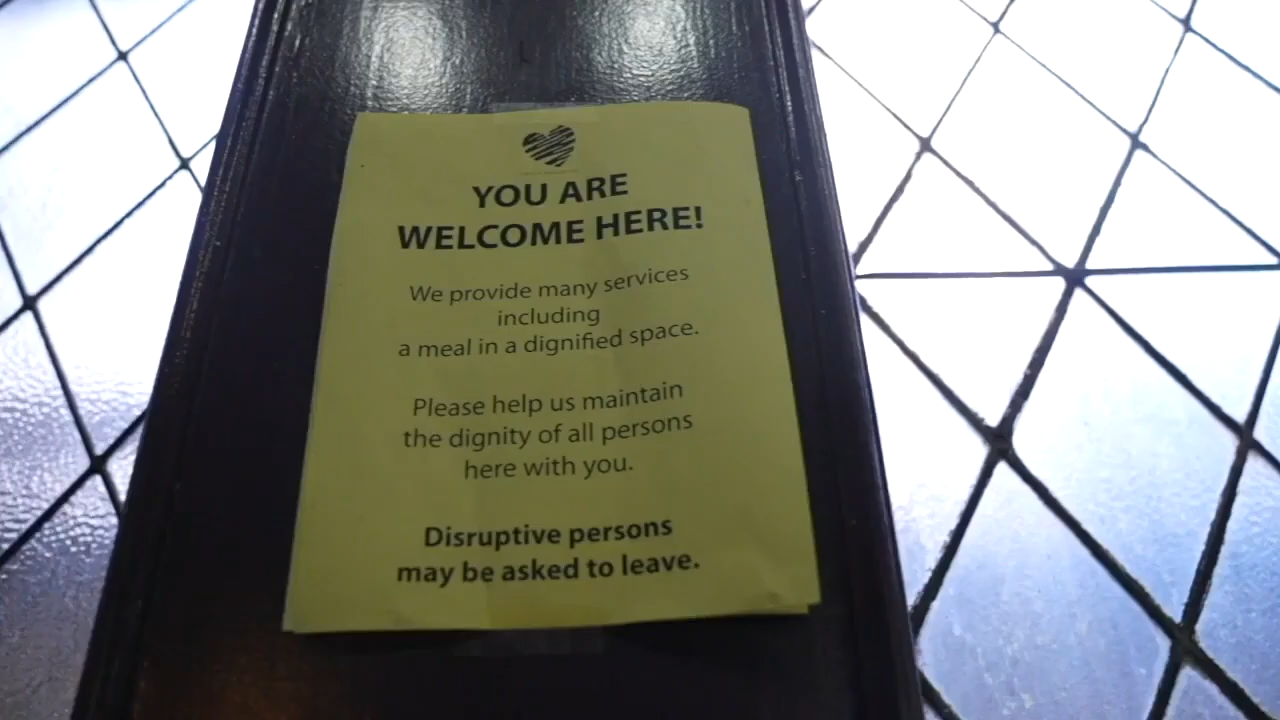 YOU ARE
WELCOME HERE!
We provide many services
including
a meal in a dignified space.
Please help us maintain
the dignity of all persons
here with you.
Disruptive persons
may be asked to leave.